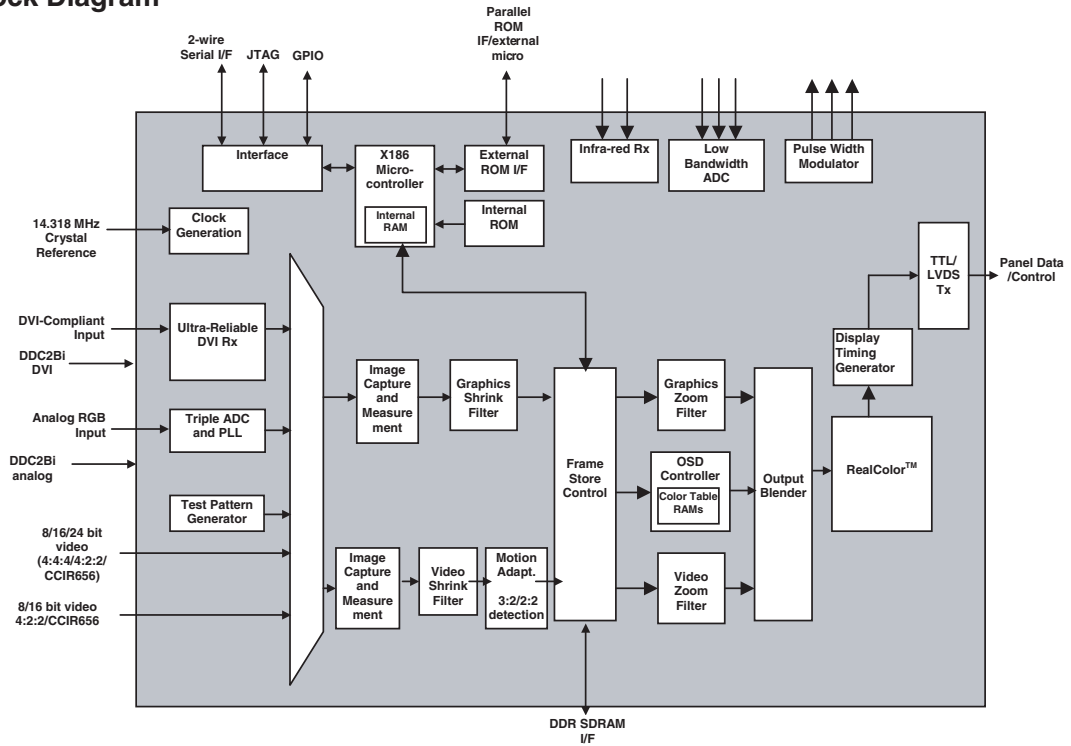 ock Diagram
Parallel
ROM
IF/external
micro
2-wire
Serial I/F
JTAG
GPIO
Interface
X186
Micro-
controller
Internal
RAM
External
ROM I/F
Internal
ROM
Infra-red Rx
Low
Bandwidth
ADC
Pulse Width
Modulator
14.318 MHz
Crystal
Reference
Clock
Generation
TTL/
LVDS
Tx
Panel Data
/Control
DVI-Compliant
Input
Ultra-Reliable
DVI Rx
DDC2Bi
DVI
Display
Timing
Generator
Image
Capture
and
Measure
ment
Graphics
Shrink
Filter
Graphics
Zoom
Filter
Analog RGB
Input
Triple ADC
and PLL
DDC2Bi
analog
Frame
Store
Control
OSD
Controller
Color Table
RAMs
Output
Blender
RealColor™
Test Pattern
Generator
8/16/24 bit
video
(4:4:4/4:2:2/
CCIR656)
Image
Capture
and
Measure
ment
Video
Shrink
Filter
Motion
Adapt.
3:2/2:2
detection
Video
Zoom
Filter
8/16 bit video
4:2:2/CCIR656
DDR SDRAM
I/F